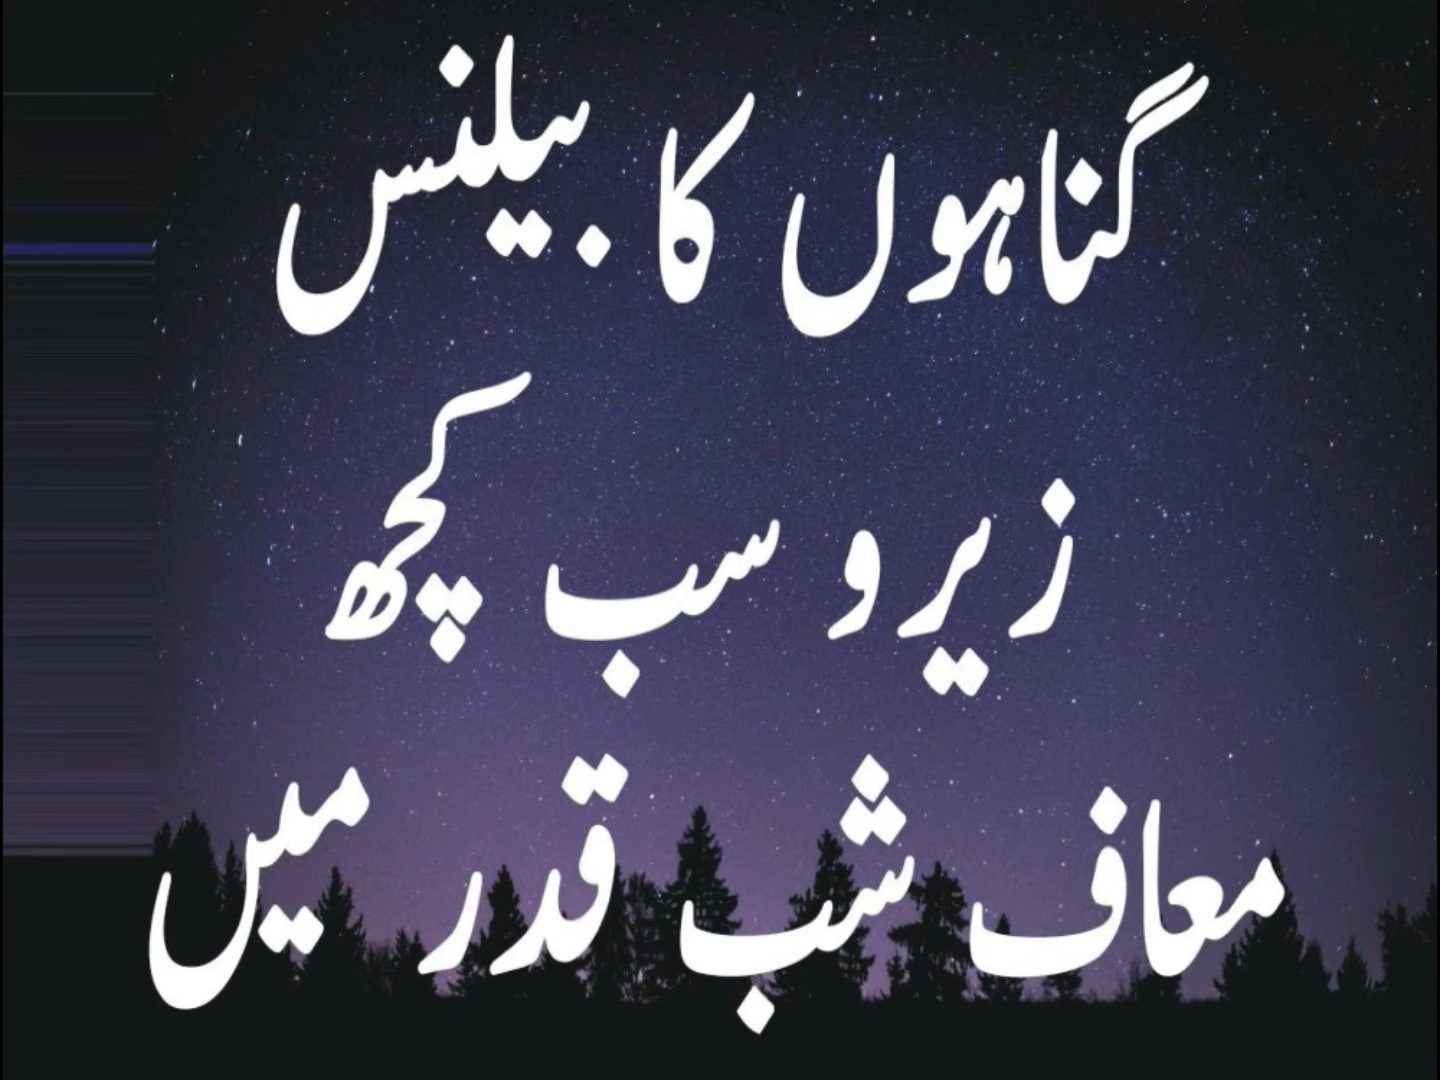 گناہوں کا بیلنس
زیرو سب کچھ
معاف شب قدر میں